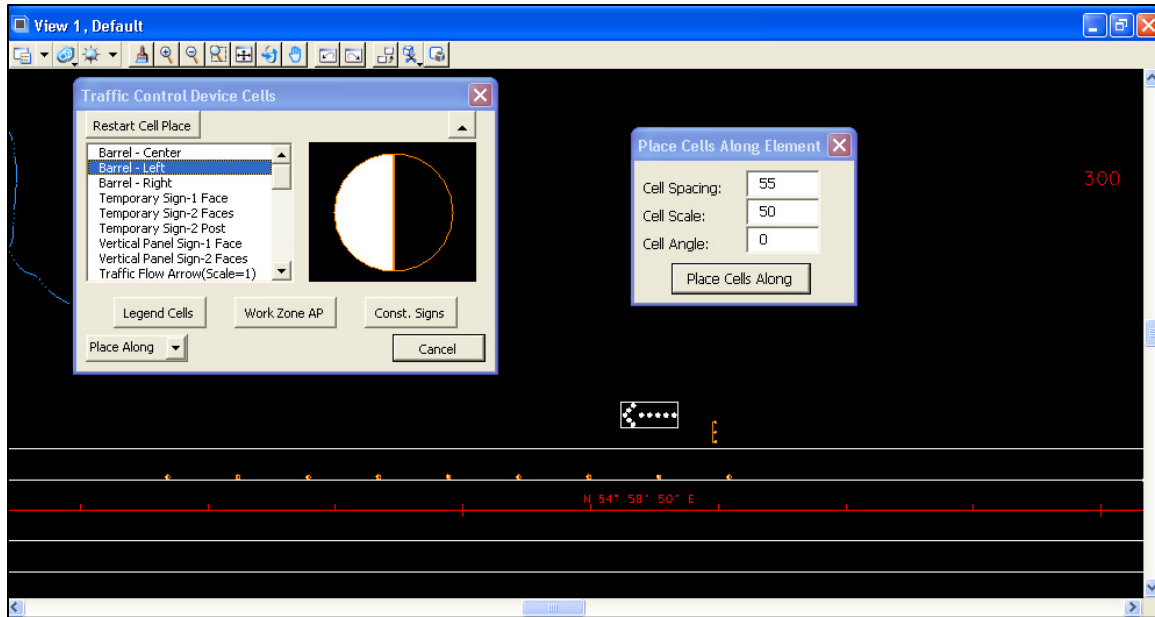 View 1, Default
Traffic Control Device Cells
Restart Cell Place
Barrel - Center
Barrel - Left
Barrel - Right
Temporary Sign-1 Face
Temporary Sign-2 Faces
Temporary Sign-2 Post
Vertical Panel Sign-1 Face
Vertical Panel Sign-2 Faces
Traffic Flow Arrow(Scale=1)
Legend Cells
Work Zone AP
Const. Signs
Place Along
Cancel
Place Cells Along Element
Cell Spacing: 55
Cell Scale: 50
Cell Angle: 0
Place Cells Along
300
N 54° 58' 50" E